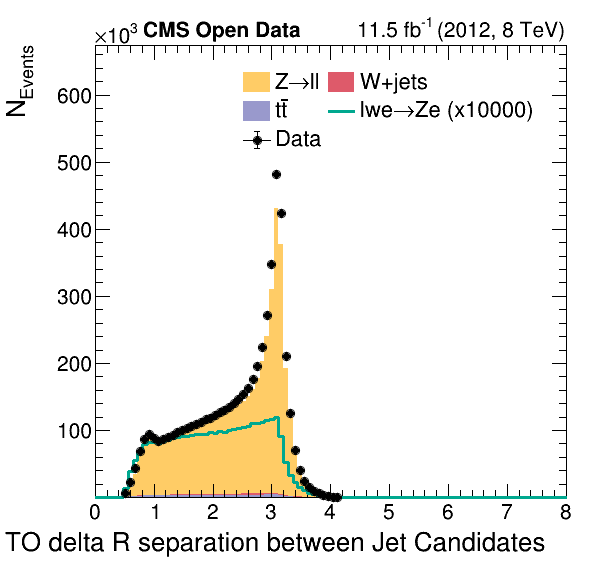 ×10³ CMS Open Data 11.5 fb⁻¹ (2012, 8 TeV)
N_Events
Z→ll W+jets
tt̄ lwe→Ze (x10000)
Data
600
500
400
300
200
100
0 1 2 3 4 5 6 7 8
TO delta R separation between Jet Candidates